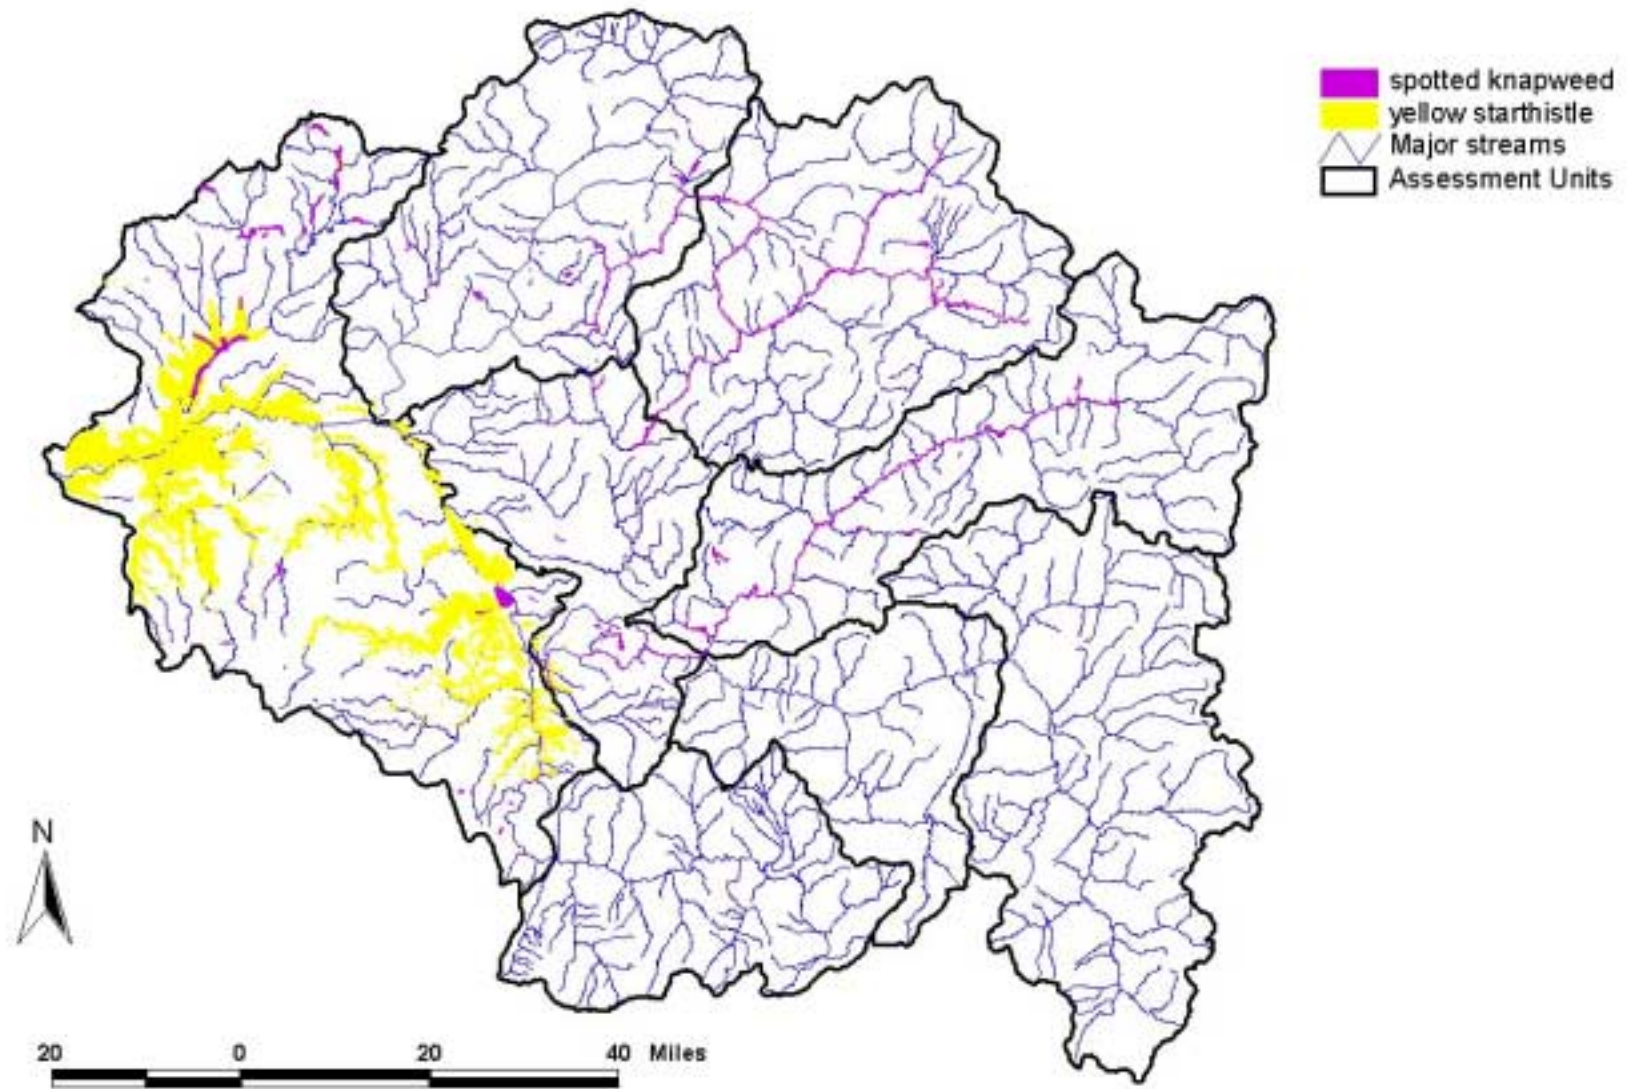 spotted knapweed
yellow starthistle
Major streams
Assessment Units
N
20 0 20 40 Miles